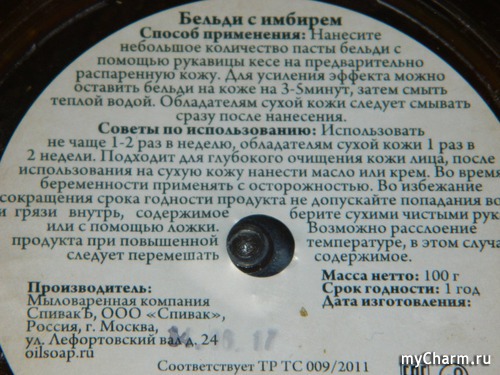 Бельди с имбирем
Способ применения: Нанесите
небольшое количество пасты бельди с
помощью рукавицы кесе на предварительно
распаренную кожу. Для усиления эффекта можно
оставить бельди на коже на 3-5минут, затем смыть
теплой водой. Обладателям сухой кожи следует смывать
сразу после нанесения.
Советы по использованию: Использовать
не чаще 1-2 раз в неделю, обладателям сухой кожи 1 раз в
2 недели. Подходит для глубокого очищения кожи лица, после
использования на сухую кожу нанести масло или крем. Во время
беременности применять с осторожностью. Во избежание
сокращения срока годности продукта не допускайте попадания во
и грязи внутрь, содержимое берите сухими чистыми рук
или с помощью ложки. Возможно расслоение
продукта при повышенной температуре, в этом случа
следует перемешать содержимое.
Масса нетто: 100 г
Срок годности: 1 год
Дата изготовления:
Производитель:
Мыловаренная компания
СпивакЪ, ООО «Спивак»,
Россия, г. Москва,
ул. Лефортовский вал д. 24
oilsoap.ru
Соответствует ТР ТС 009/2011
EAC
myCharm.ru